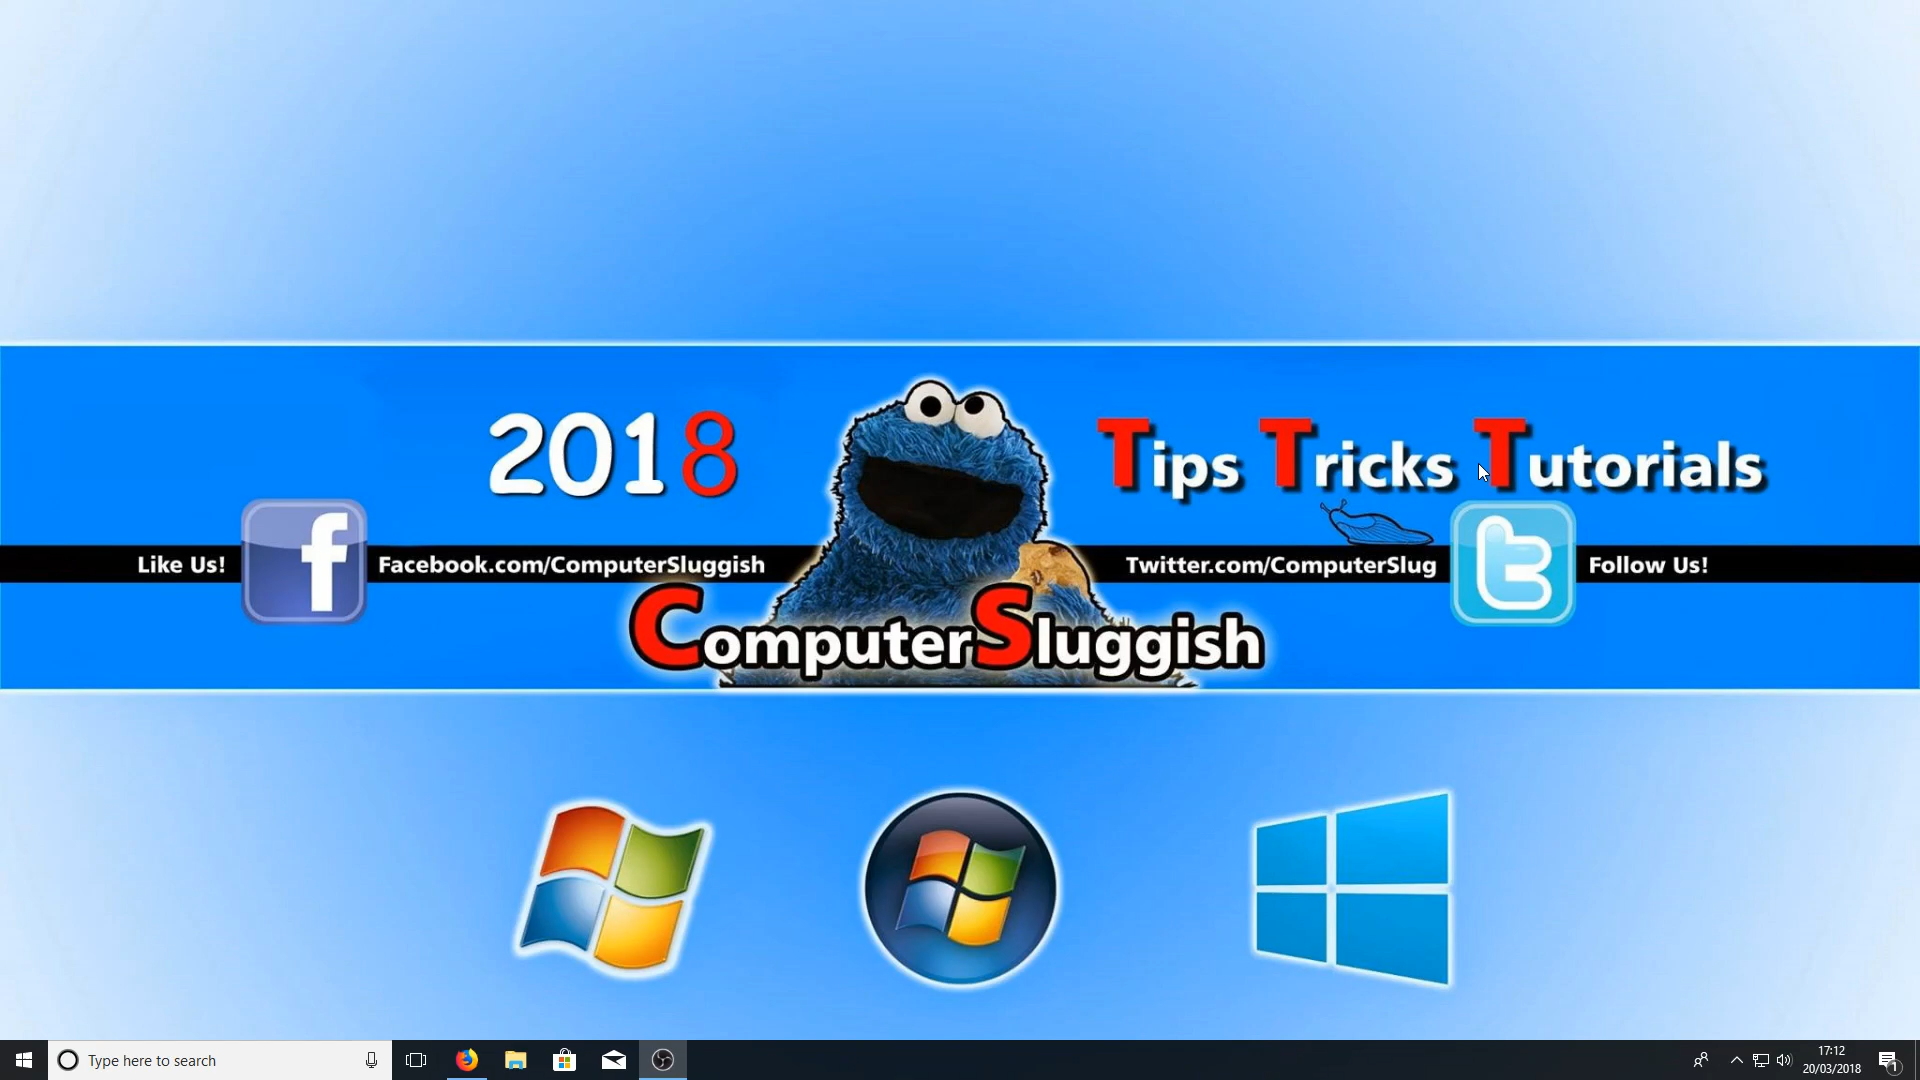 2018
Tips Tricks Tutorials
Like Us!
Facebook.com/ComputerSluggish
Twitter.com/ComputerSlug
Follow Us!
ComputerSluggish
Type here to search
17:12
20/03/2018
1